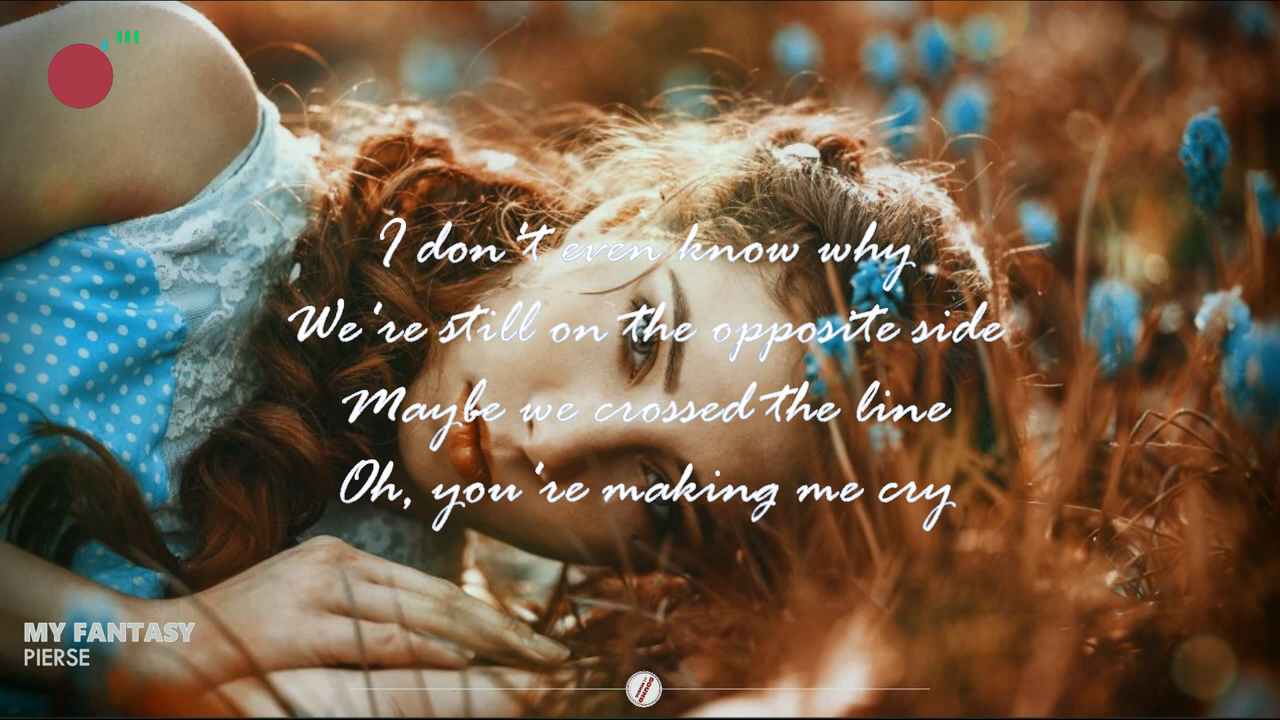 I don't even know why
We're still on the opposite side
Maybe we crossed the line
Oh, you're making me cry
MY FANTASY
PIERSE